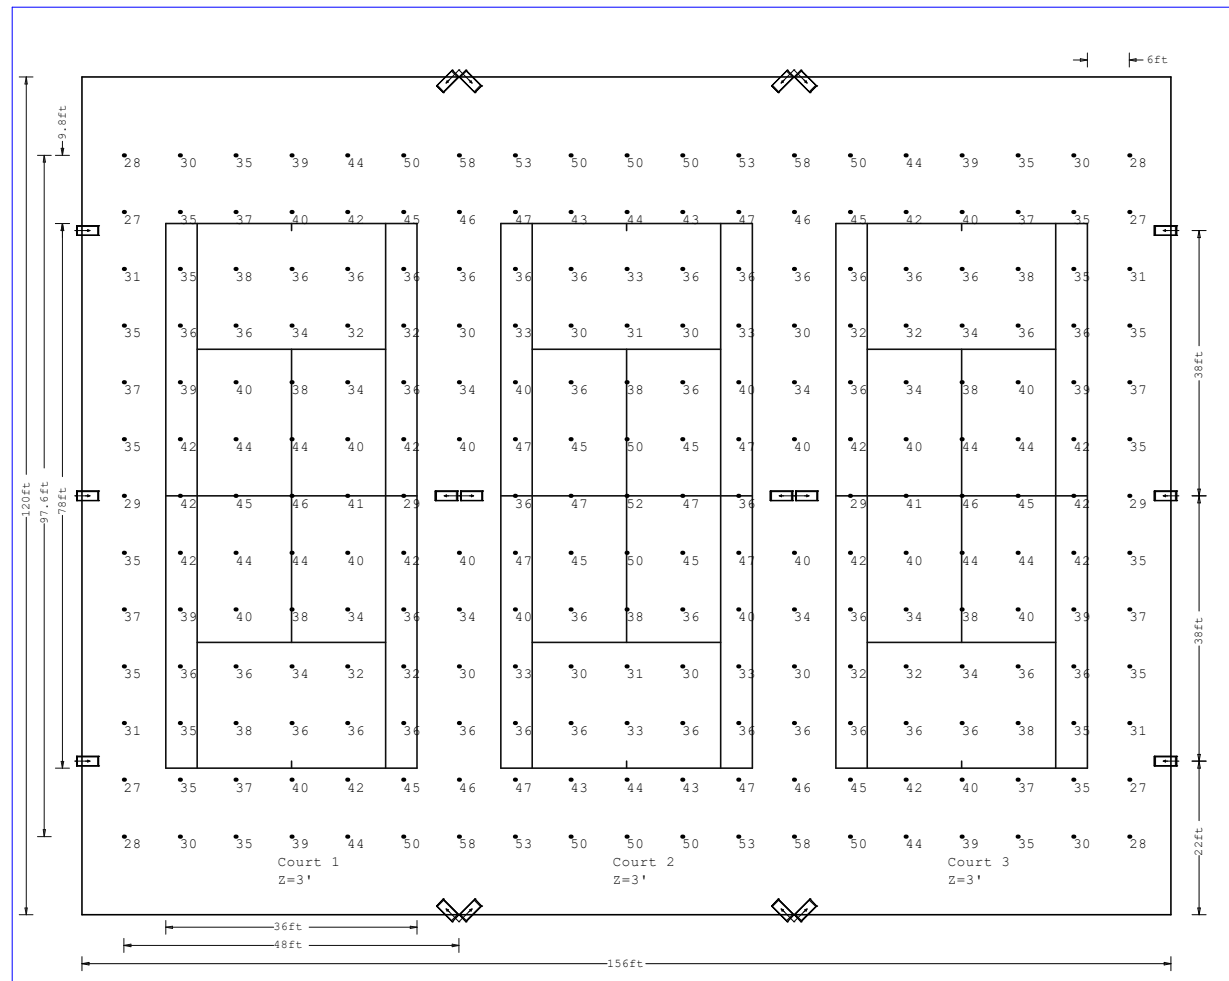 6ft
9.8ft
28 30 35 39 44 50 58 53 50 50 50 53 58 50 44 39 35 30 28
27 35 37 40 42 45 46 47 43 44 43 47 46 45 42 40 37 35 27
31 35 38 36 36 36 36 36 36 33 36 36 36 36 36 36 38 35 31
35 36 36 34 32 32 30 33 30 31 30 33 30 32 32 34 36 36 35
38ft
37 39 40 38 34 36 34 40 36 38 36 40 34 36 34 38 40 39 37
35 42 44 44 40 42 40 47 45 50 45 47 40 42 40 44 44 42 35
120ft
97.6ft
78ft
29 42 45 46 41 29 36 47 52 47 36 29 41 46 45 42 29
35 42 44 44 40 42 40 47 45 50 45 47 40 42 40 44 44 42 35
37 39 40 38 34 36 34 40 36 38 36 40 34 36 34 38 40 39 37
38ft
35 36 36 34 32 32 30 33 30 31 30 33 30 32 32 34 36 36 35
31 35 38 36 36 36 36 36 36 33 36 36 36 36 36 36 38 35 31
27 35 37 40 42 45 46 47 43 44 43 47 46 45 42 40 37 35 27
28 30 35 39 44 50 58 53 50 50 50 53 58 50 44 39 35 30 28
22ft
Court 1 Court 2 Court 3
Z=3' Z=3' Z=3'
36ft
48ft
156ft